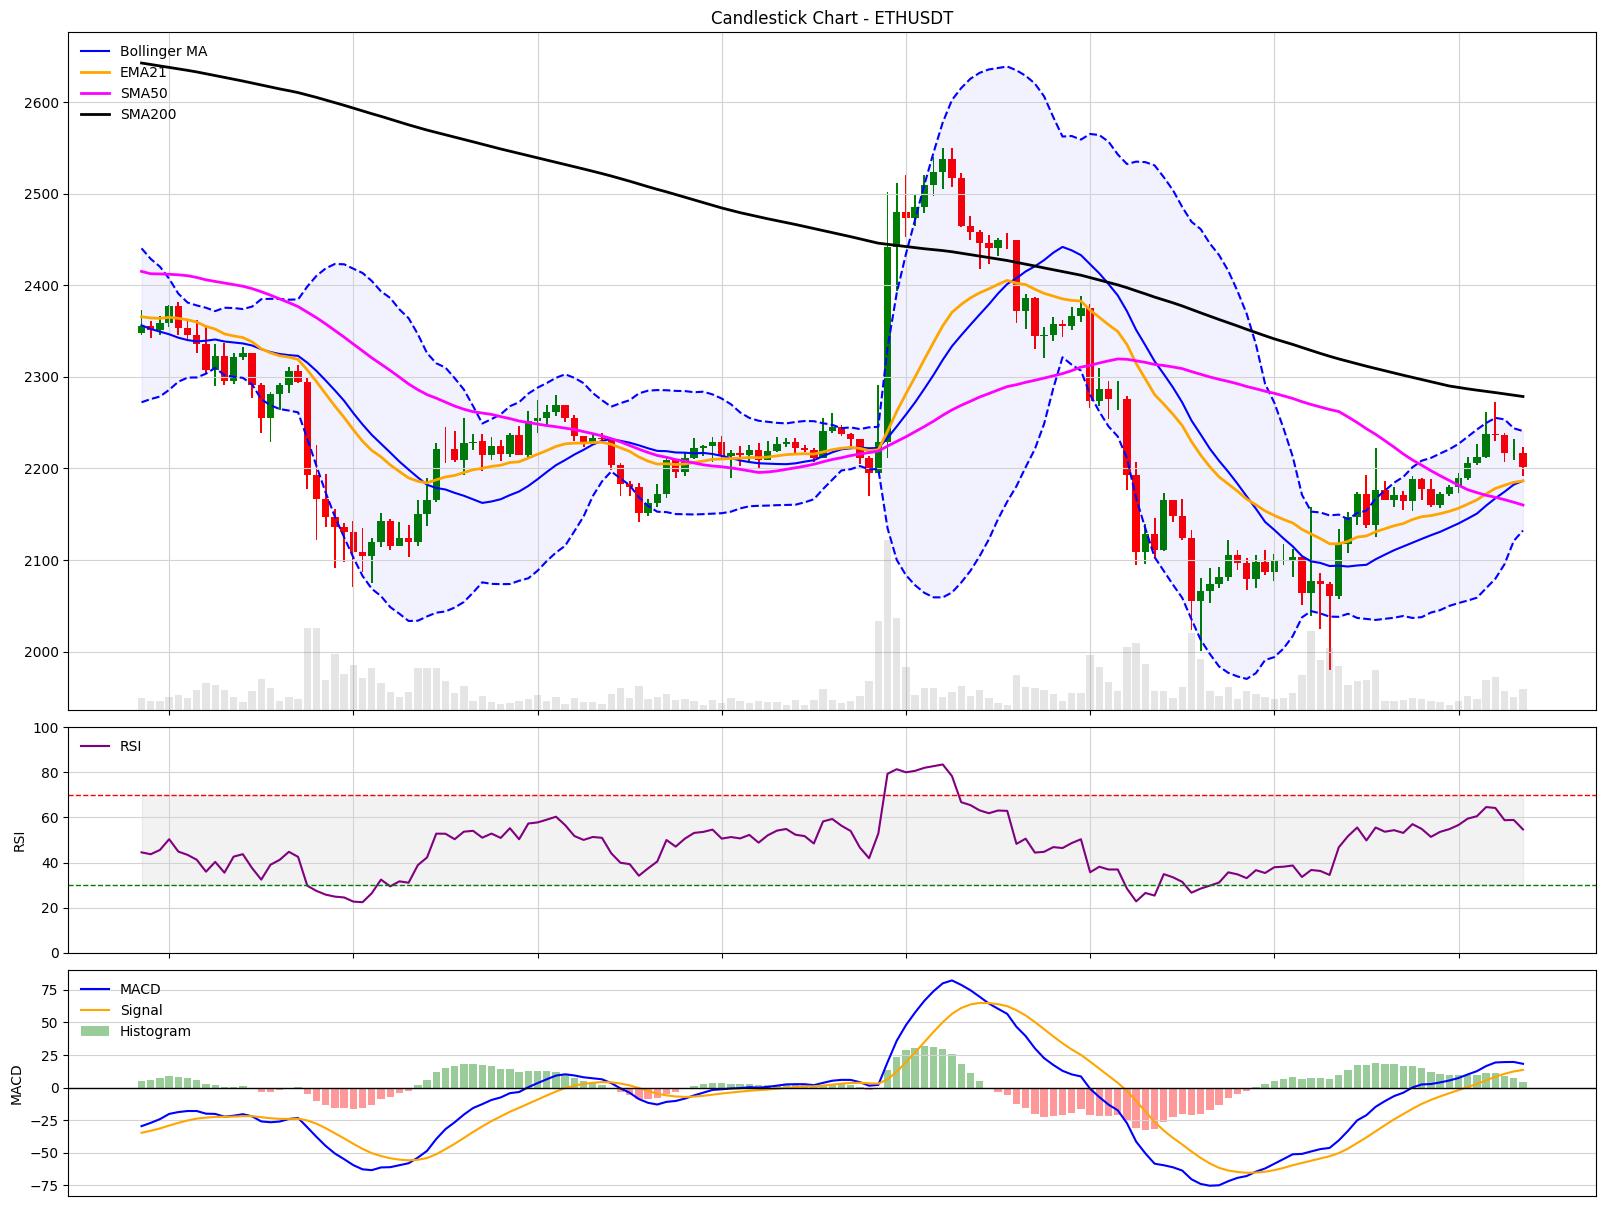 Candlestick Chart - ETHUSDT
Bollinger MA
EMA21
SMA50
SMA200
2600
2500
2400
2300
2200
2100
2000
100
80
60
40
20
0
RSI
RSI
75
50
25
0
−25
−50
−75
MACD
MACD
Signal
Histogram